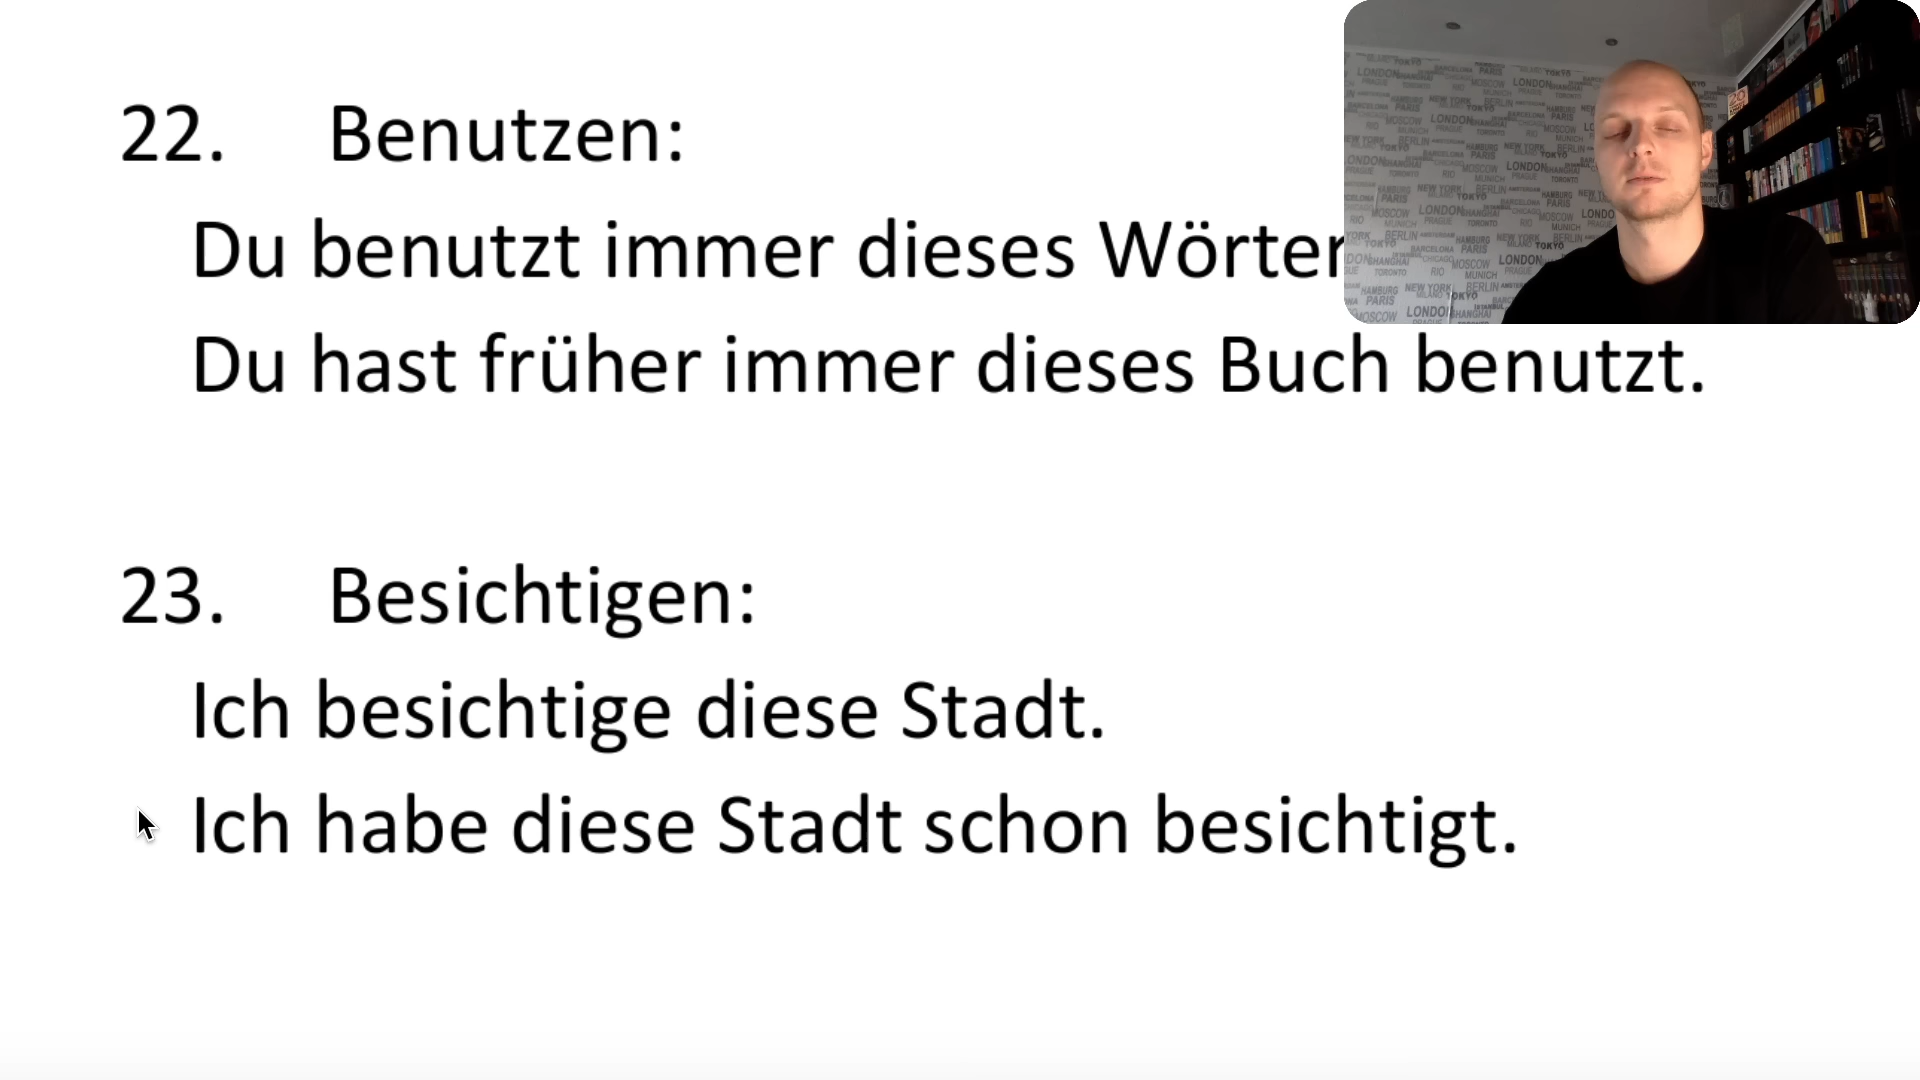 22. Benutzen:
Du benutzt immer dieses
Du hast früher immer dieses Buch benutzt.
23. Besichtigen:
Ich besichtige diese Stadt.
Ich habe diese Stadt schon besichtigt.